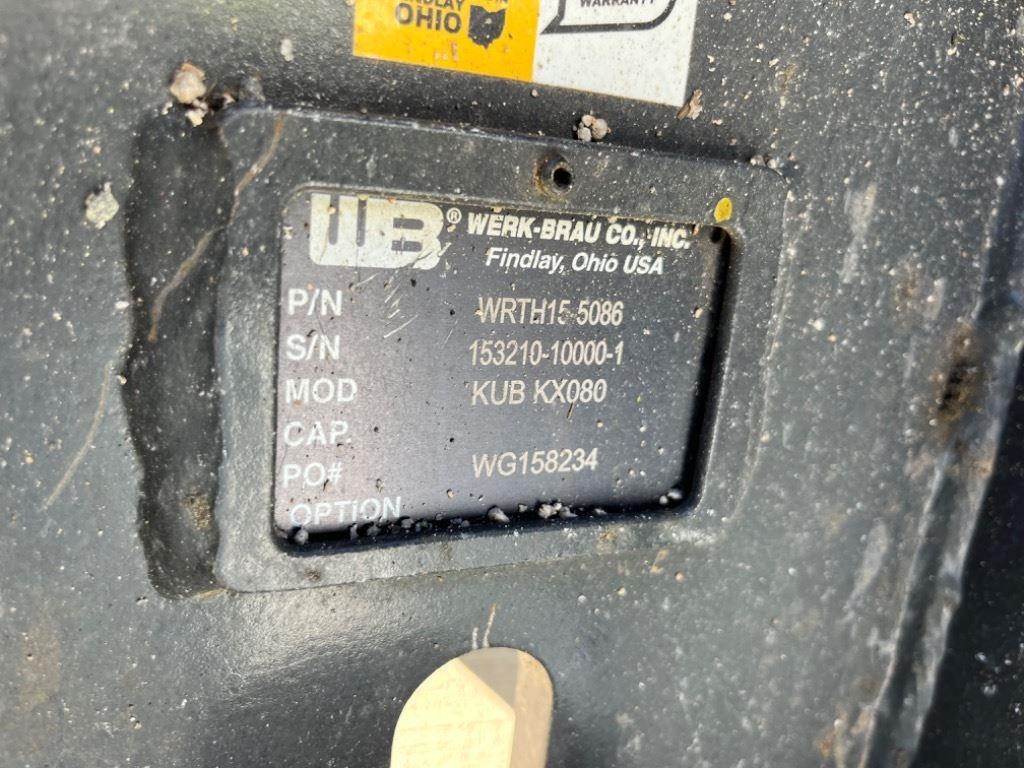 OHIO
WARRANTY
WB® WERK-BRAU CO., INC.
Findlay, Ohio USA
P/N WRTH15 5086
S/N 153210-10000-1
MOD KUB KX080
CAP.
PO# WG158234
OPTION